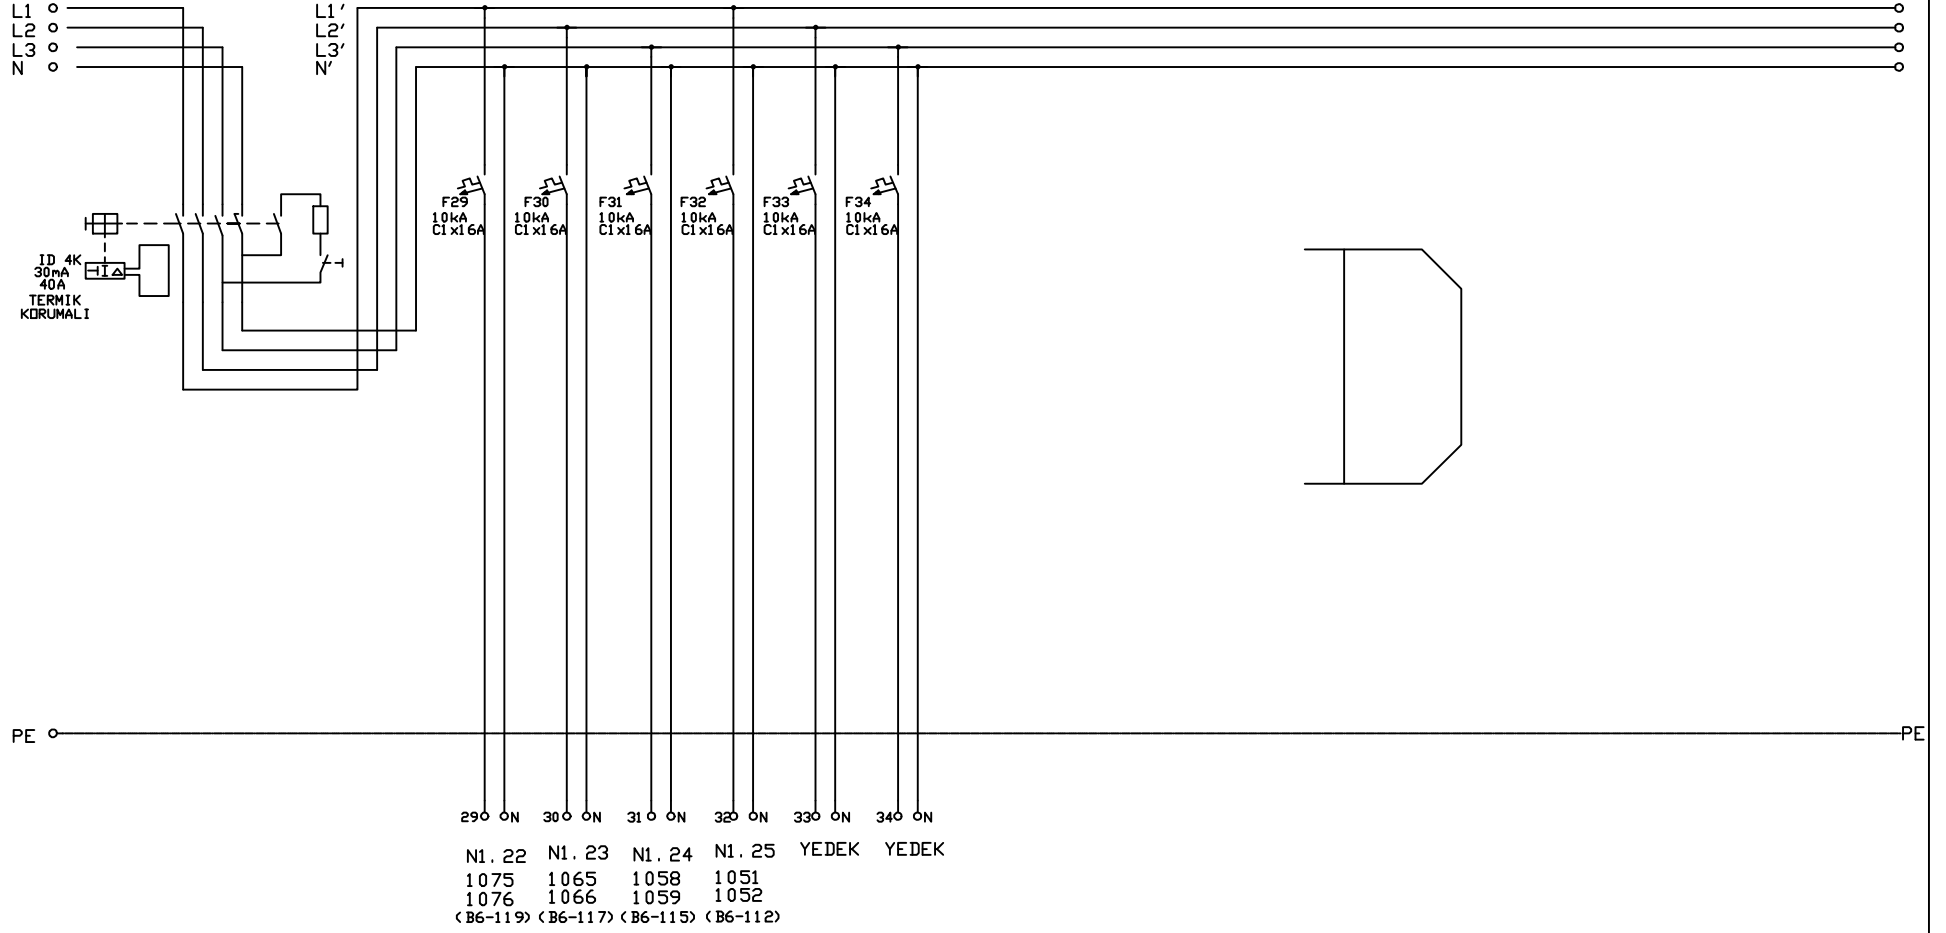 L1
L2
L3
N
L1'
L2'
L3'
N'
F29
10kA
C1x16A
F30
10kA
C1x16A
F31
10kA
C1x16A
F32
10kA
C1x16A
F33
10kA
C1x16A
F34
10kA
C1x16A
ID 4K
30mA
40A
TERMIK
KORUMALI
PE
PE
29 N
30 N
31 N
32 N
33 N
34 N
N1.22
1075
1076
(B6-119)
N1.23
1065
1066
(B6-117)
N1.24
1058
1059
(B6-115)
N1.25
1051
1052
(B6-112)
YEDEK
YEDEK